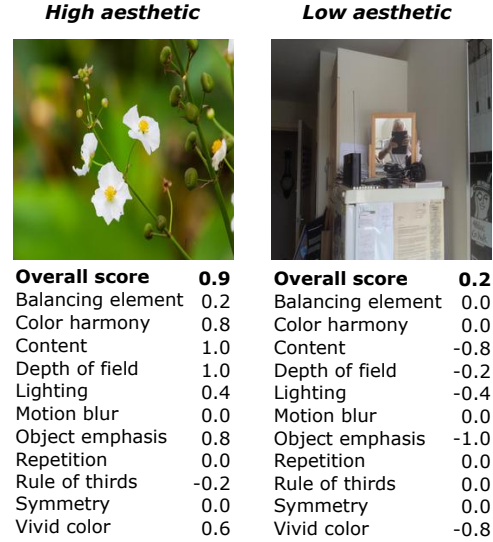 High aesthetic
Low aesthetic
Overall score 0.9
Balancing element 0.2
Color harmony 0.8
Content 1.0
Depth of field 1.0
Lighting 0.4
Motion blur 0.0
Object emphasis 0.8
Repetition 0.0
Rule of thirds -0.2
Symmetry 0.0
Vivid color 0.6
Overall score 0.2
Balancing element 0.0
Color harmony 0.0
Content -0.8
Depth of field -0.2
Lighting -0.4
Motion blur 0.0
Object emphasis -1.0
Repetition 0.0
Rule of thirds 0.0
Symmetry 0.0
Vivid color -0.8